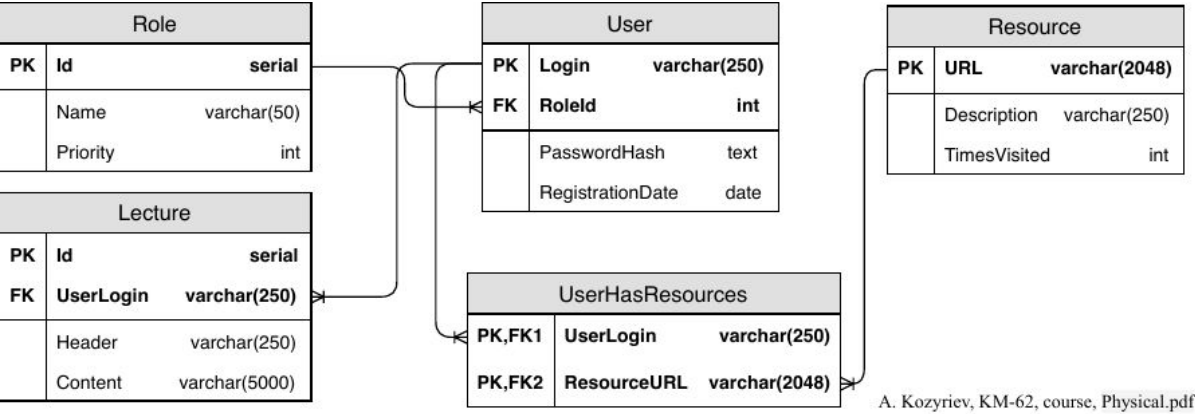 Role
PK Id serial
Name varchar(50)
Priority int
User
PK Login varchar(250)
FK RoleId int
PasswordHash text
RegistrationDate date
Resource
PK URL varchar(2048)
Description varchar(250)
TimesVisited int
Lecture
PK Id serial
FK UserLogin varchar(250)
Header varchar(250)
Content varchar(5000)
UserHasResources
PK,FK1 UserLogin varchar(250)
PK,FK2 ResourceURL varchar(2048)
A. Kozyriev, KM-62, course, Physical.pdf